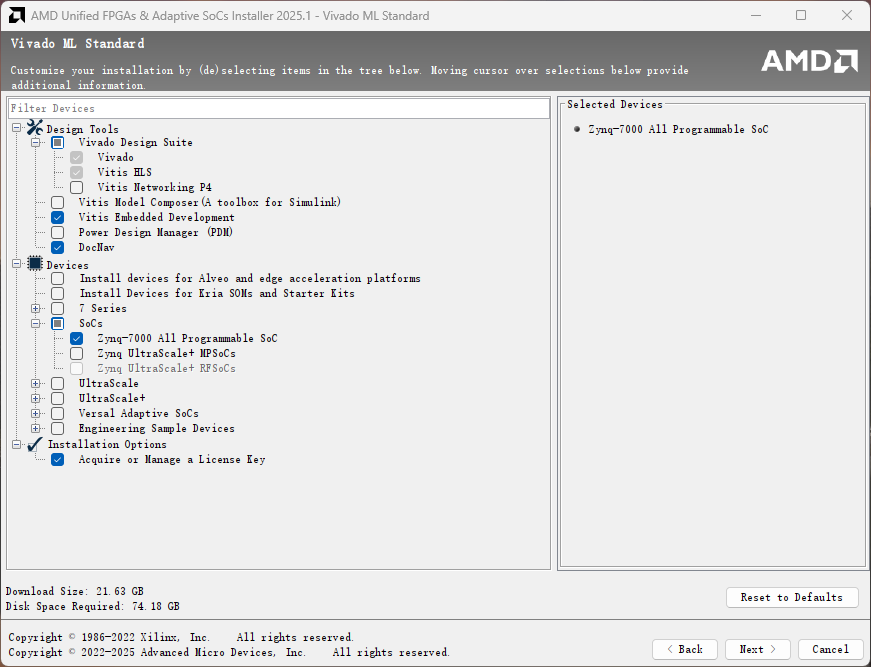 AMD Unified FPGAs & Adaptive SoCs Installer 2025.1 - Vivado ML Standard
Vivado ML Standard
Customize your installation by (de)selecting items in the tree below. Moving cursor over selections below provide
additional information.
AMD
Filter Devices
Design Tools
Vivado Design Suite
Vivado
Vitis HLS
Vitis Networking P4
Vitis Model Composer(A toolbox for Simulink)
Vitis Embedded Development
Power Design Manager (PDM)
DocNav
Devices
Install devices for Alveo and edge acceleration platforms
Install Devices for Kria SOMs and Starter Kits
7 Series
SoCs
Zynq-7000 All Programmable SoC
Zynq UltraScale+ MPSoCs
Zynq UltraScale+ RFSoCs
UltraScale
UltraScale+
Versal Adaptive SoCs
Engineering Sample Devices
Installation Options
Acquire or Manage a License Key
Selected Devices
Zynq-7000 All Programmable SoC
Download Size: 21.63 GB
Disk Space Required: 74.18 GB
Reset to Defaults
Copyright © 1986-2022 Xilinx, Inc. All rights reserved.
Copyright © 2022-2025 Advanced Micro Devices, Inc. All rights reserved.
< Back
Next >
Cancel